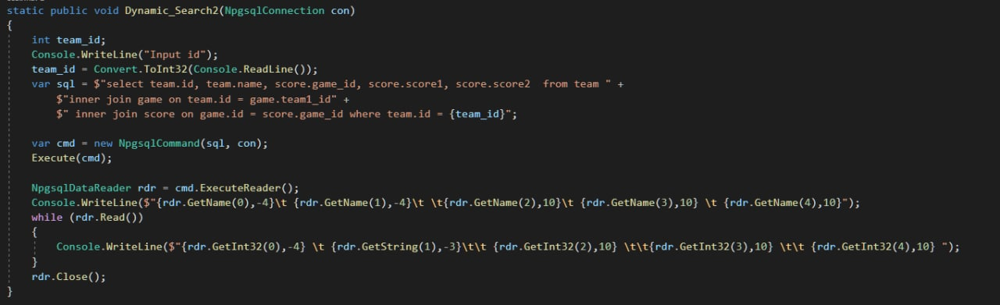 static public void Dynamic_Search2(NpgsqlConnection con)
{
int team_id;
Console.WriteLine("Input id");
team_id = Convert.ToInt32(Console.ReadLine());
var sql = $"select team.id, team.name, score.game_id, score.score1, score.score2  from team " +
$"inner join game on team.id = game.team1_id" +
$" inner join score on game.id = score.game_id where team.id = {team_id}";
var cmd = new NpgsqlCommand(sql, con);
Execute(cmd);
NpgsqlDataReader rdr = cmd.ExecuteReader();
Console.WriteLine($"{rdr.GetName(0),-4}\t {rdr.GetName(1),-4}\t \t{rdr.GetName(2),10}\t {rdr.GetName(3),10} \t {rdr.GetName(4),10}");
while (rdr.Read())
{
Console.WriteLine($"{rdr.GetInt32(0),-4} \t {rdr.GetString(1),-3}\t\t {rdr.GetInt32(2),10} \t\t{rdr.GetInt32(3),10} \t\t {rdr.GetInt32(4),10} ");
}
rdr.Close();
}